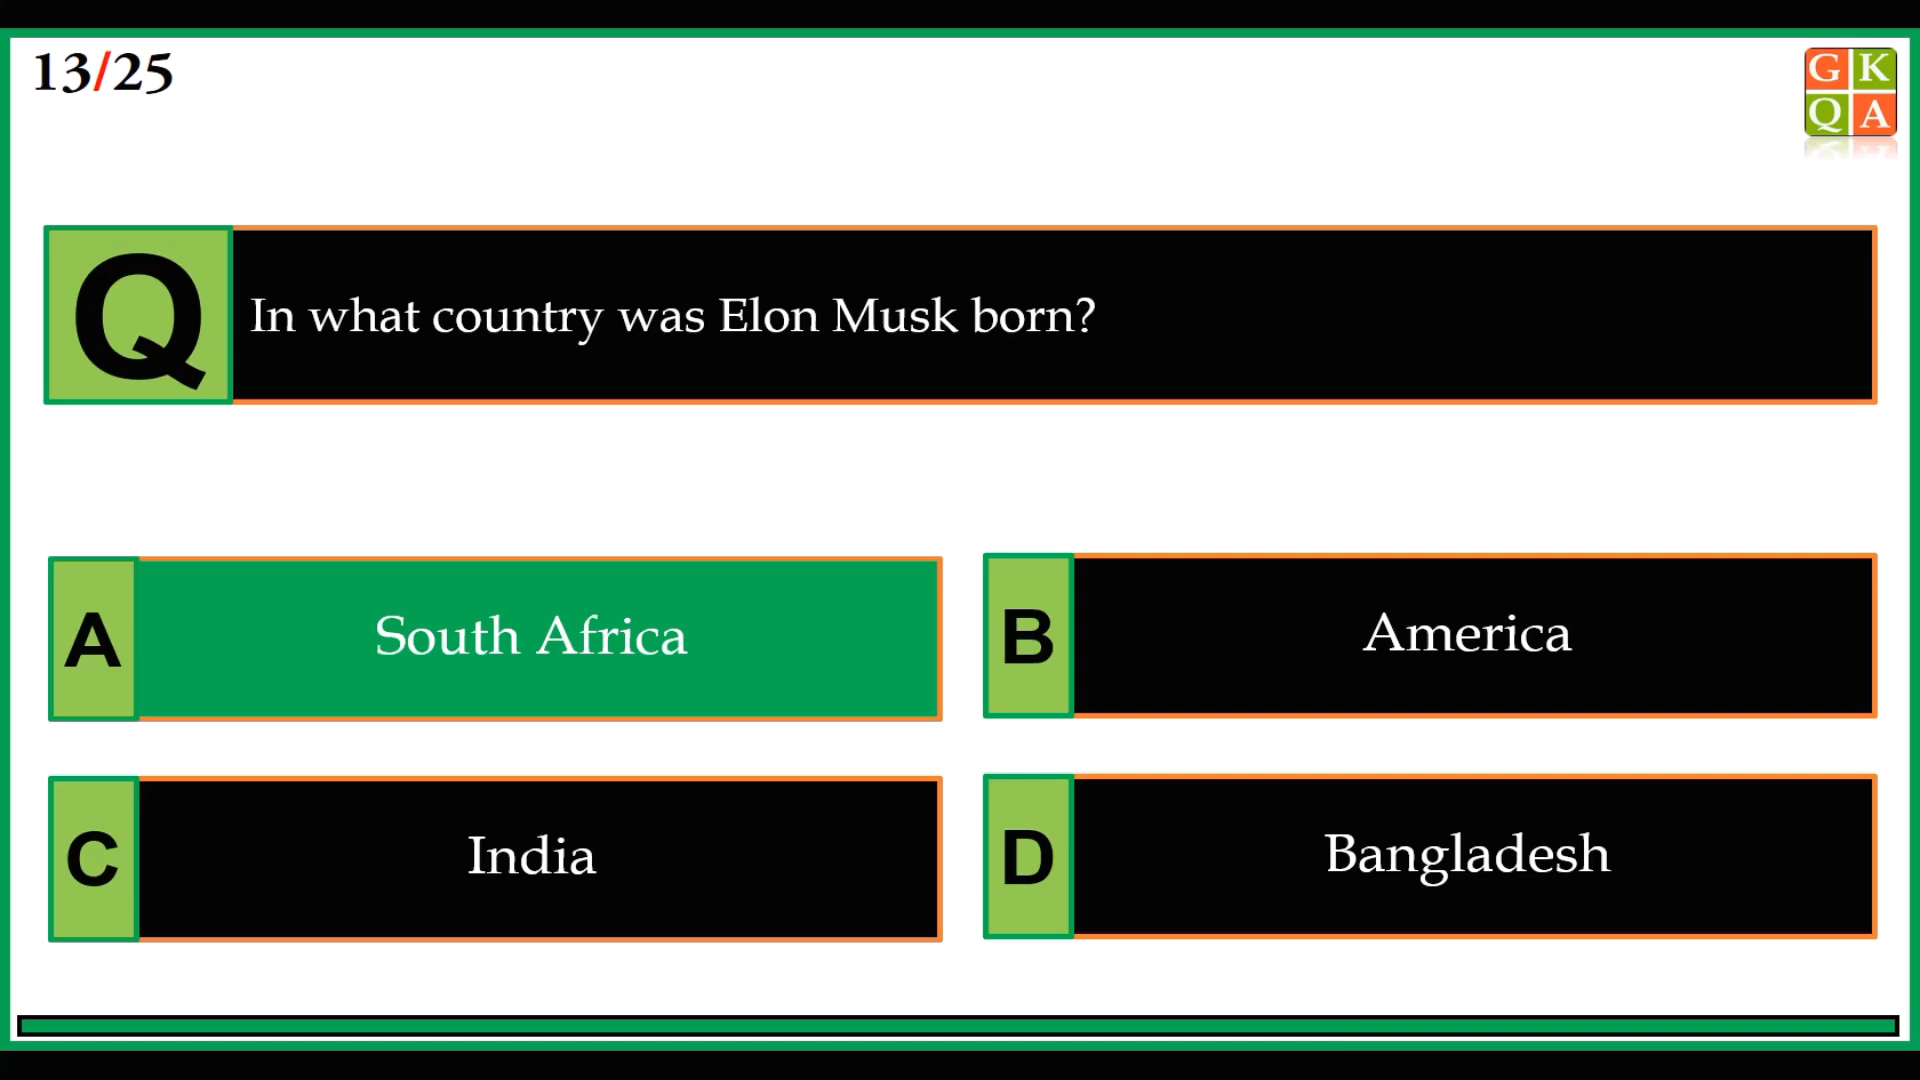 13/25
G K
Q A
Q
In what country was Elon Musk born?
A
South Africa
B
America
C
India
D
Bangladesh